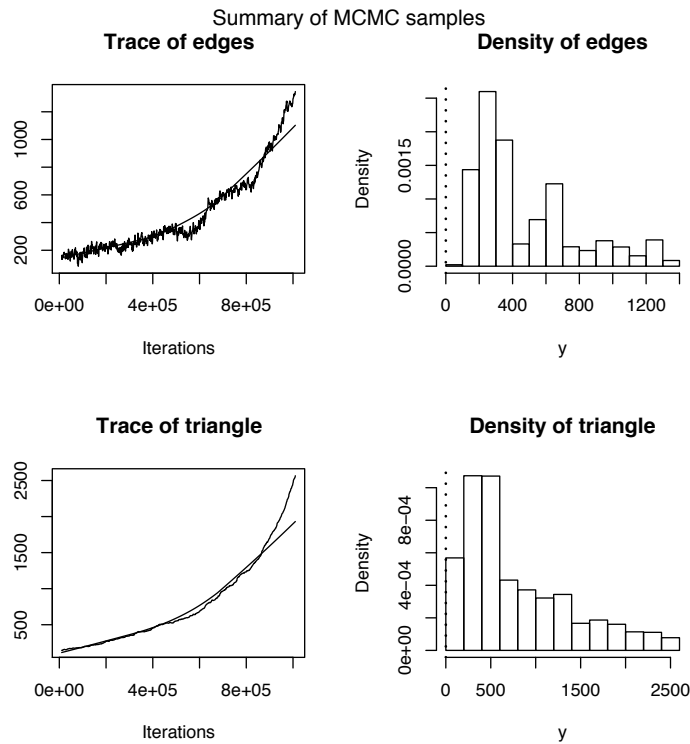 Summary of MCMC samples
Trace of edges
Density of edges
200 600 1000
0e+00 4e+05 8e+05
Iterations
Density
0.0000 0.0015
0 400 800 1200
y
Trace of triangle
Density of triangle
500 1500 2500
0e+00 4e+05 8e+05
Iterations
Density
0e+00 4e−04 8e−04
0 500 1500 2500
y